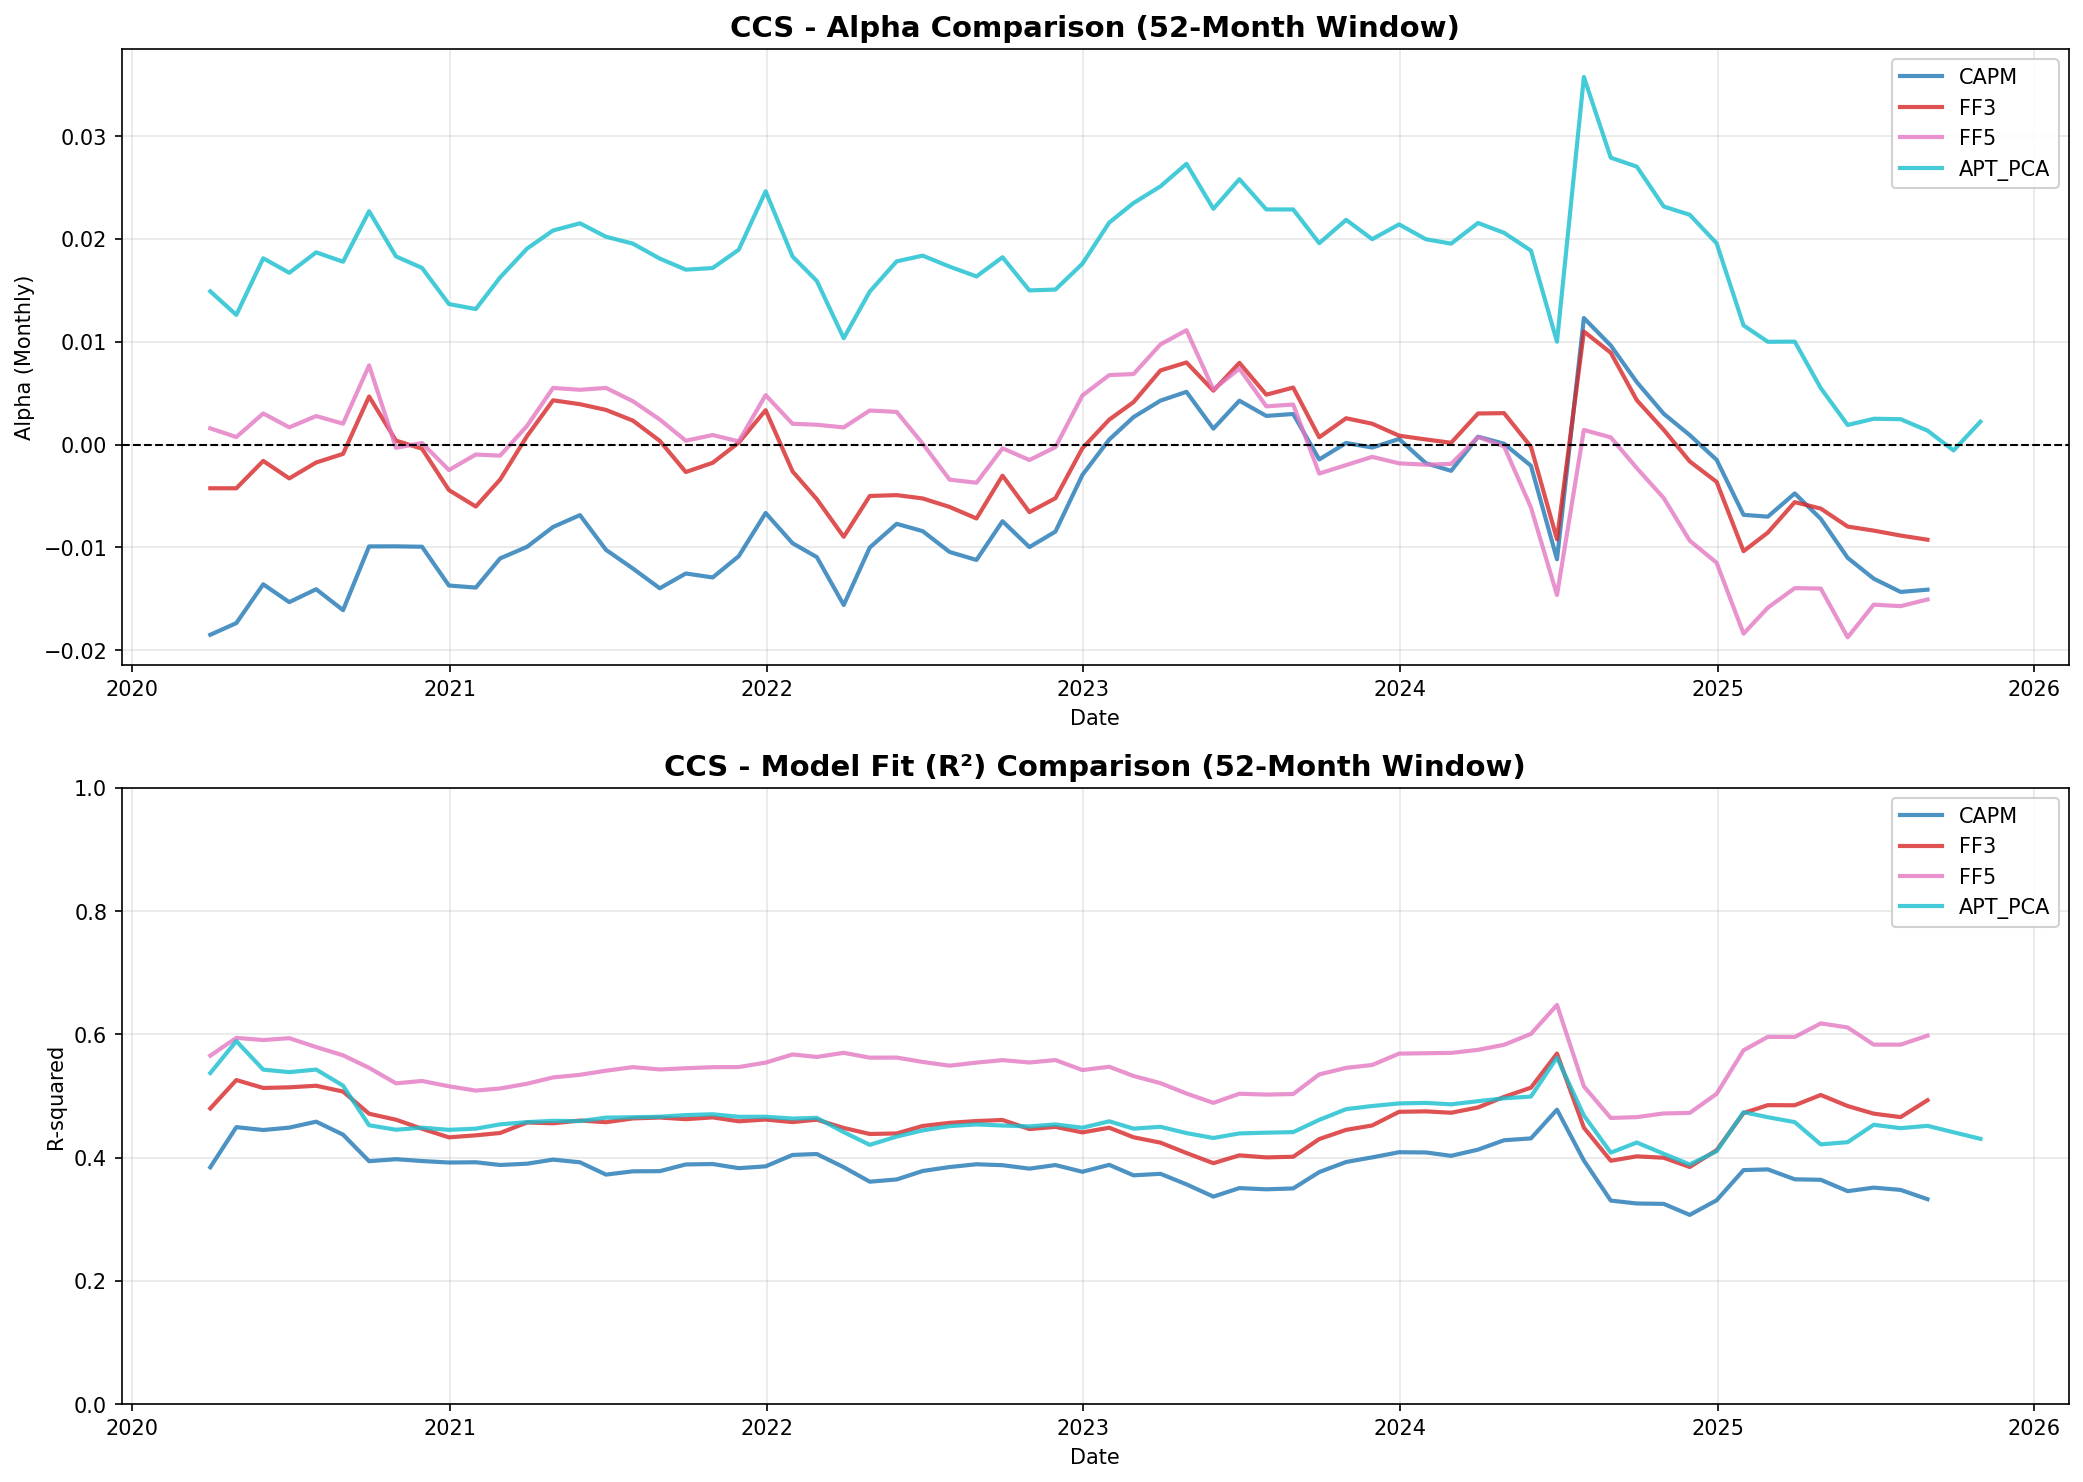 CCS - Alpha Comparison (52-Month Window)
CAPM
FF3
FF5
APT_PCA
0.03
0.02
0.01
0.00
−0.01
−0.02
Alpha (Monthly)
2020 2021 2022 2023 2024 2025 2026
Date
CCS - Model Fit (R²) Comparison (52-Month Window)
CAPM
FF3
FF5
APT_PCA
1.0
0.8
0.6
0.4
0.2
0.0
R-squared
2020 2021 2022 2023 2024 2025 2026
Date